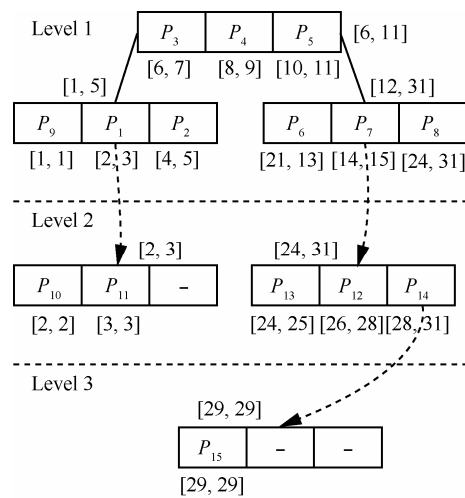 Level 1
P3 P4 P5 [6, 11]
[6, 7] [8, 9] [10, 11]
[1, 5] [12, 31]
P9 P1 P2 P6 P7 P8
[1, 1] [2, 3] [4, 5] [21, 13] [14, 15] [24, 31]
Level 2
[2, 3] [24, 31]
P10 P11 – P13 P12 P14
[2, 2] [3, 3] [24, 25] [26, 28] [28, 31]
Level 3
[29, 29]
P15 – –
[29, 29]